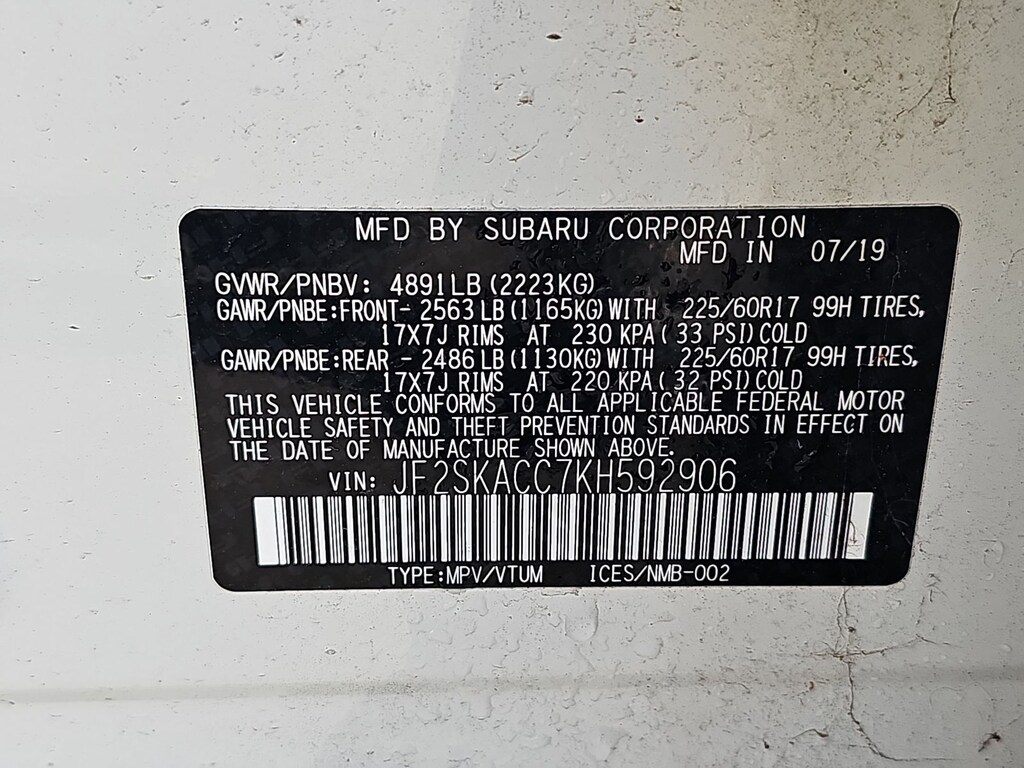 MFD BY SUBARU CORPORATION
MFD IN 07/19
GVWR/PNBV: 4891LB (2223KG)
GAWR/PNBE:FRONT- 2563 LB (1165KG) WITH 225/60R17 99H TIRES,
17X7J RIMS AT 230 KPA ( 33 PSI) COLD
GAWR/PNBE:REAR - 2486 LB (1130KG) WITH 225/60R17 99H TIRES,
17X7J RIMS AT 220 KPA ( 32 PSI) COLD
THIS VEHICLE CONFORMS TO ALL APPLICABLE FEDERAL MOTOR
VEHICLE SAFETY AND THEFT PREVENTION STANDARDS IN EFFECT ON
THE DATE OF MANUFACTURE SHOWN ABOVE.
VIN: JF2SKACC7KH592906
TYPE:MPV/VTUM ICES/NMB-002